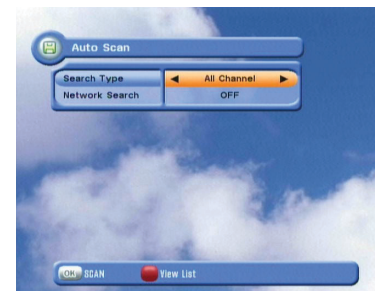 Auto Scan
Search Type ◀ All Channel ▶
Network Search OFF
OK SCAN View List